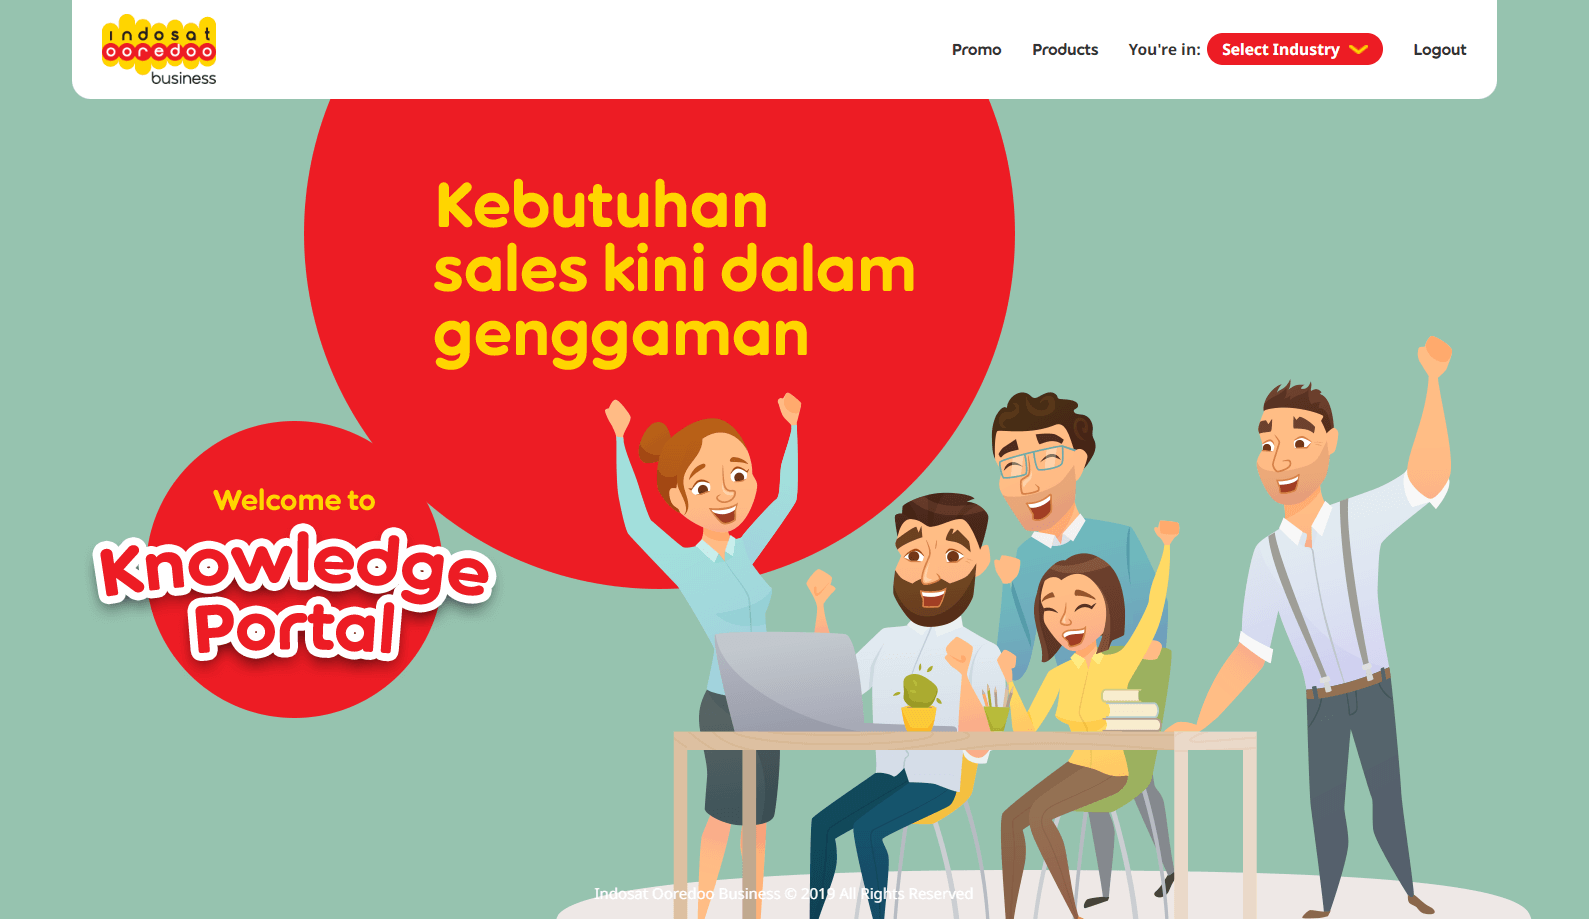 indosat
ooredoo
business
Promo
Products
You're in:
Select Industry
Logout
Kebutuhan
sales kini dalam
genggaman
Welcome to
Knowledge
Portal
Indosat Ooredoo Business © 2019 All Rights Reserved